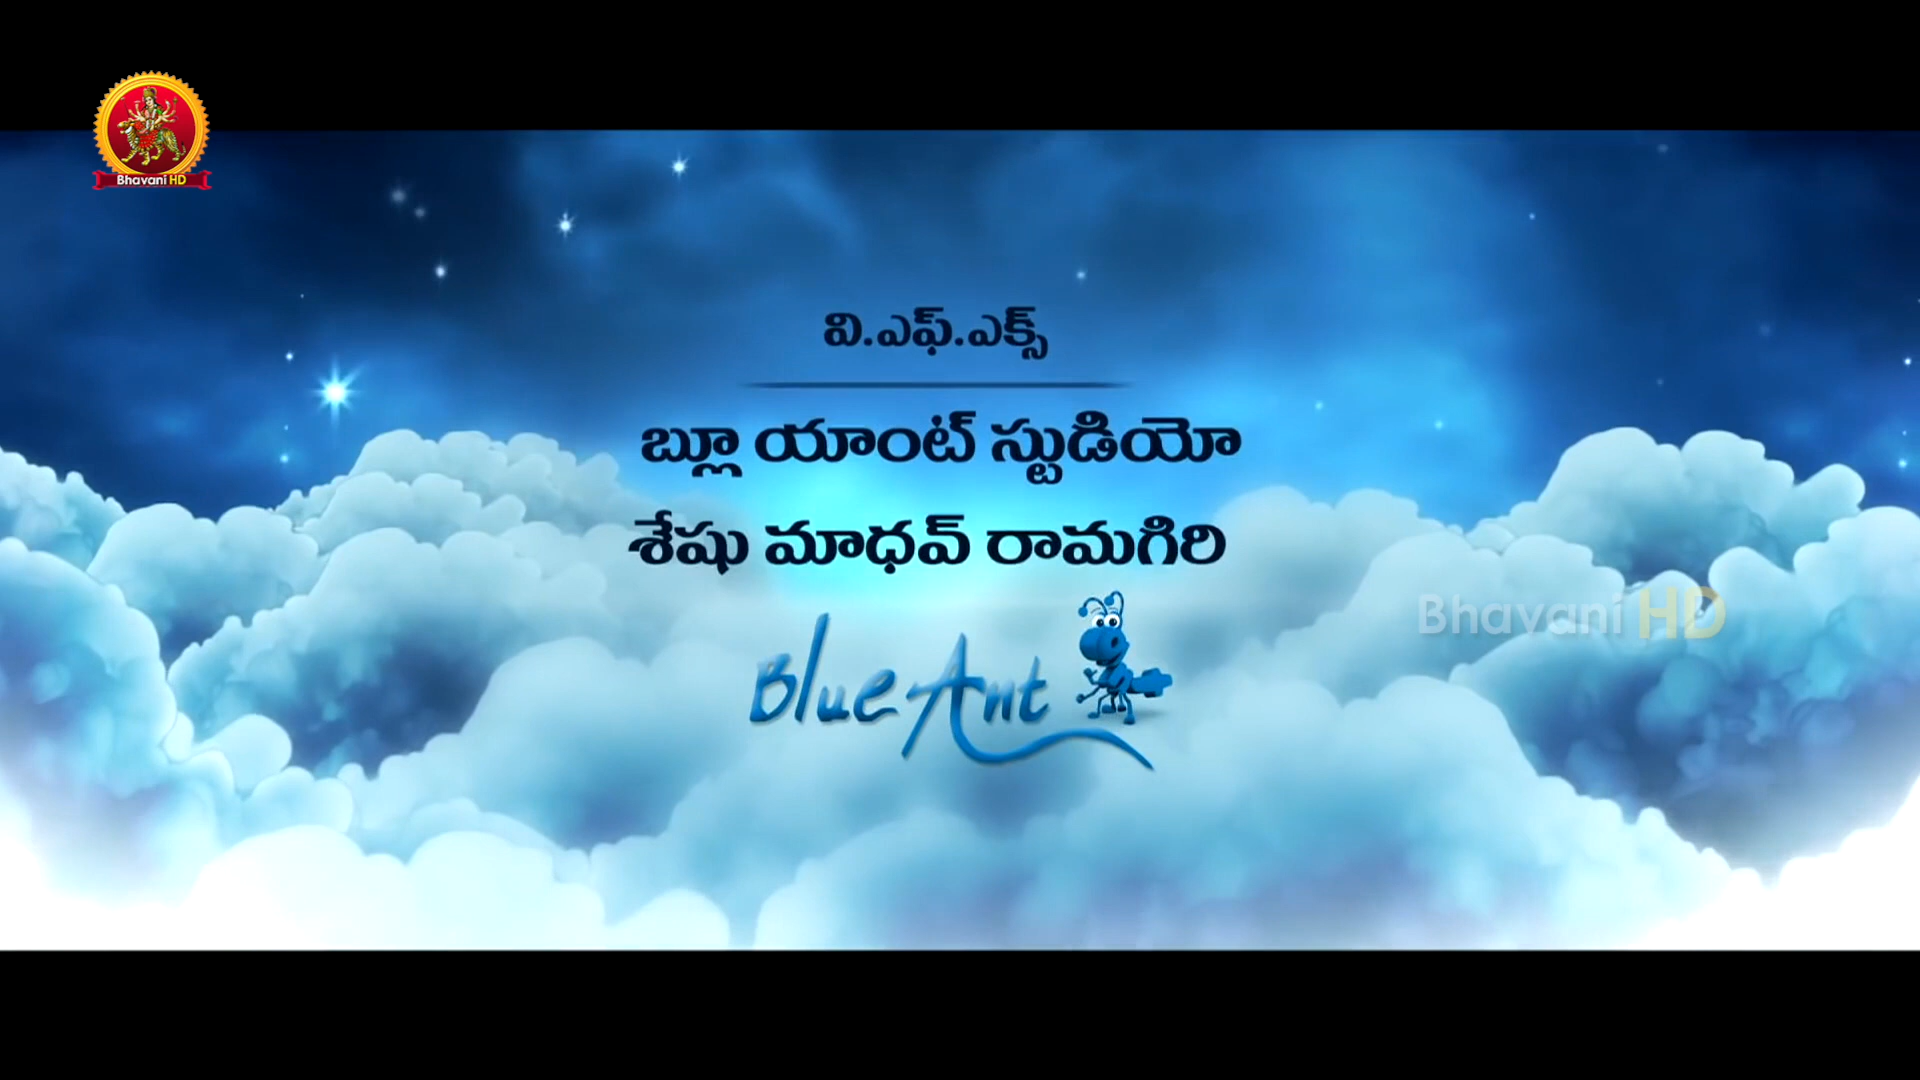 Bhavani HD
వి.ఎఫ్.ఎక్స్
బ్లూ యాంట్ స్టుడియో
శేషు మాధవ్ రామగిరి
Bhavani HD
Blue Ant